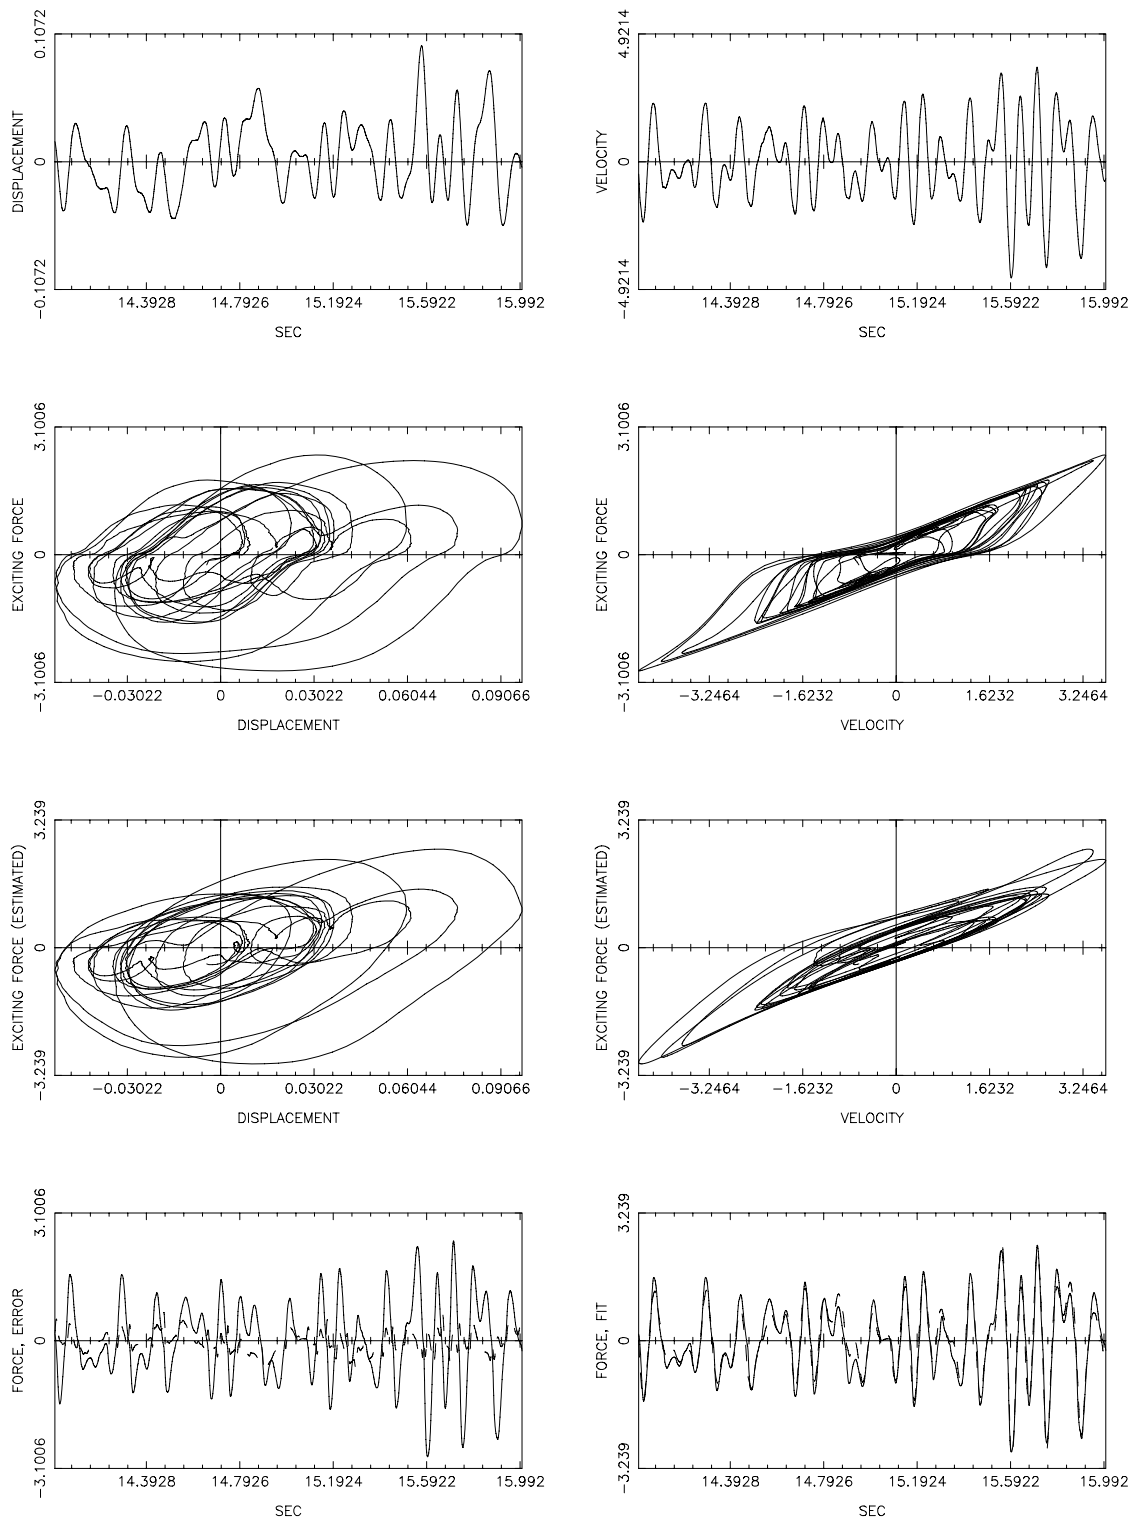 0.1072
DISPLACEMENT
0
−0.1072
14.3928 14.7926 15.1924 15.5922 15.992
SEC
4.9214
VELOCITY
0
−4.9214
14.3928 14.7926 15.1924 15.5922 15.992
SEC
3.1006
EXCITING FORCE
0
−3.1006
−0.03022 0 0.03022 0.06044 0.09066
DISPLACEMENT
3.1006
EXCITING FORCE
0
−3.1006
−3.2464 −1.6232 0 1.6232 3.2464
VELOCITY
3.239
EXCITING FORCE (ESTIMATED)
0
−3.239
−0.03022 0 0.03022 0.06044 0.09066
DISPLACEMENT
3.239
EXCITING FORCE (ESTIMATED)
0
−3.239
−3.2464 −1.6232 0 1.6232 3.2464
VELOCITY
3.1006
FORCE, ERROR
0
−3.1006
14.3928 14.7926 15.1924 15.5922 15.992
SEC
3.239
FORCE, FIT
0
−3.239
14.3928 14.7926 15.1924 15.5922 15.992
SEC